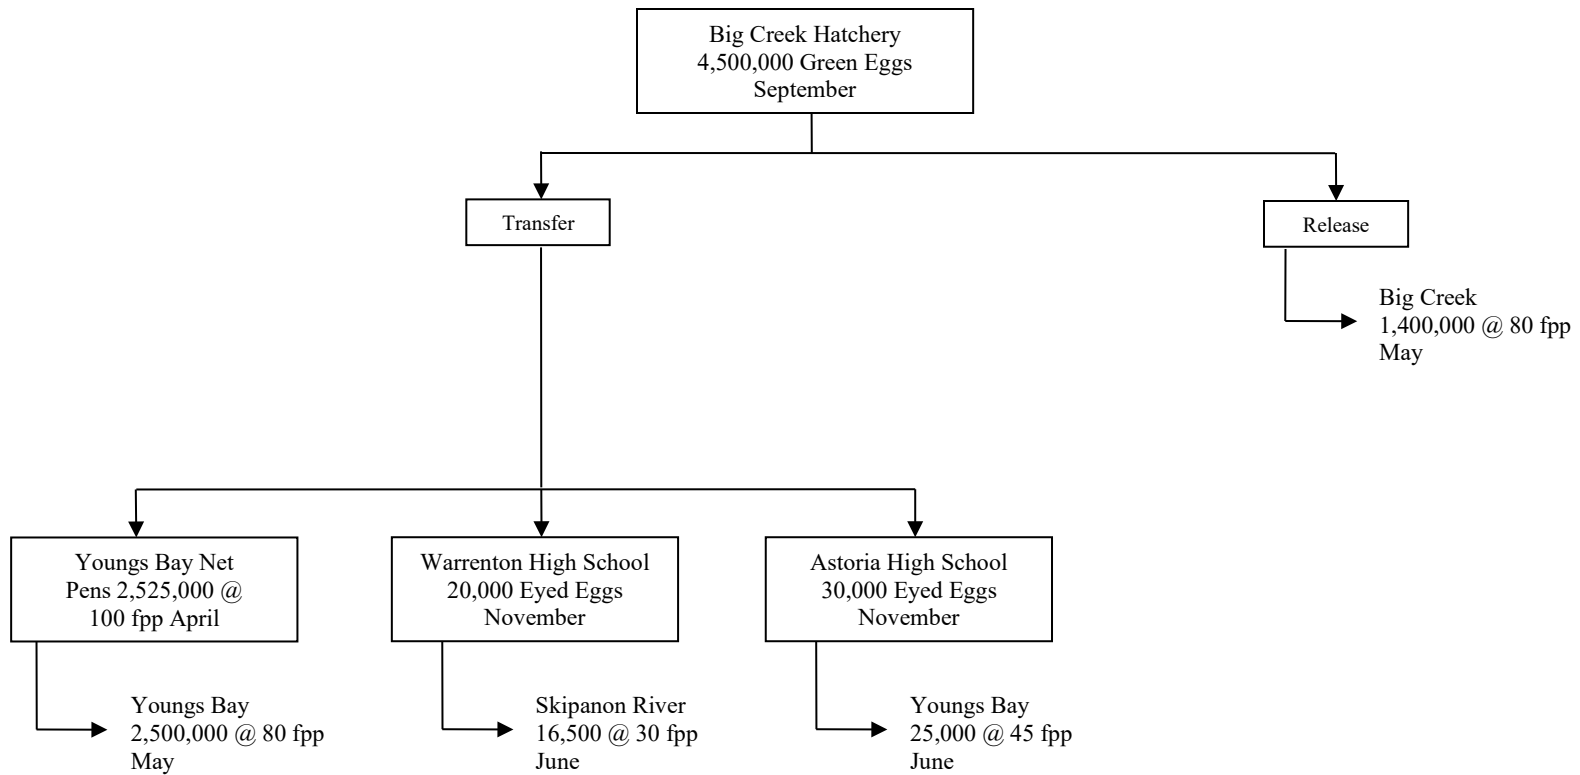 Big Creek Hatchery
4,500,000 Green Eggs
September
Transfer
Release
Big Creek
1,400,000 @ 80 fpp
May
Youngs Bay Net
Pens 2,525,000 @
100 fpp April
Warrenton High School
20,000 Eyed Eggs
November
Astoria High School
30,000 Eyed Eggs
November
Youngs Bay
2,500,000 @ 80 fpp
May
Skipanon River
16,500 @ 30 fpp
June
Youngs Bay
25,000 @ 45 fpp
June